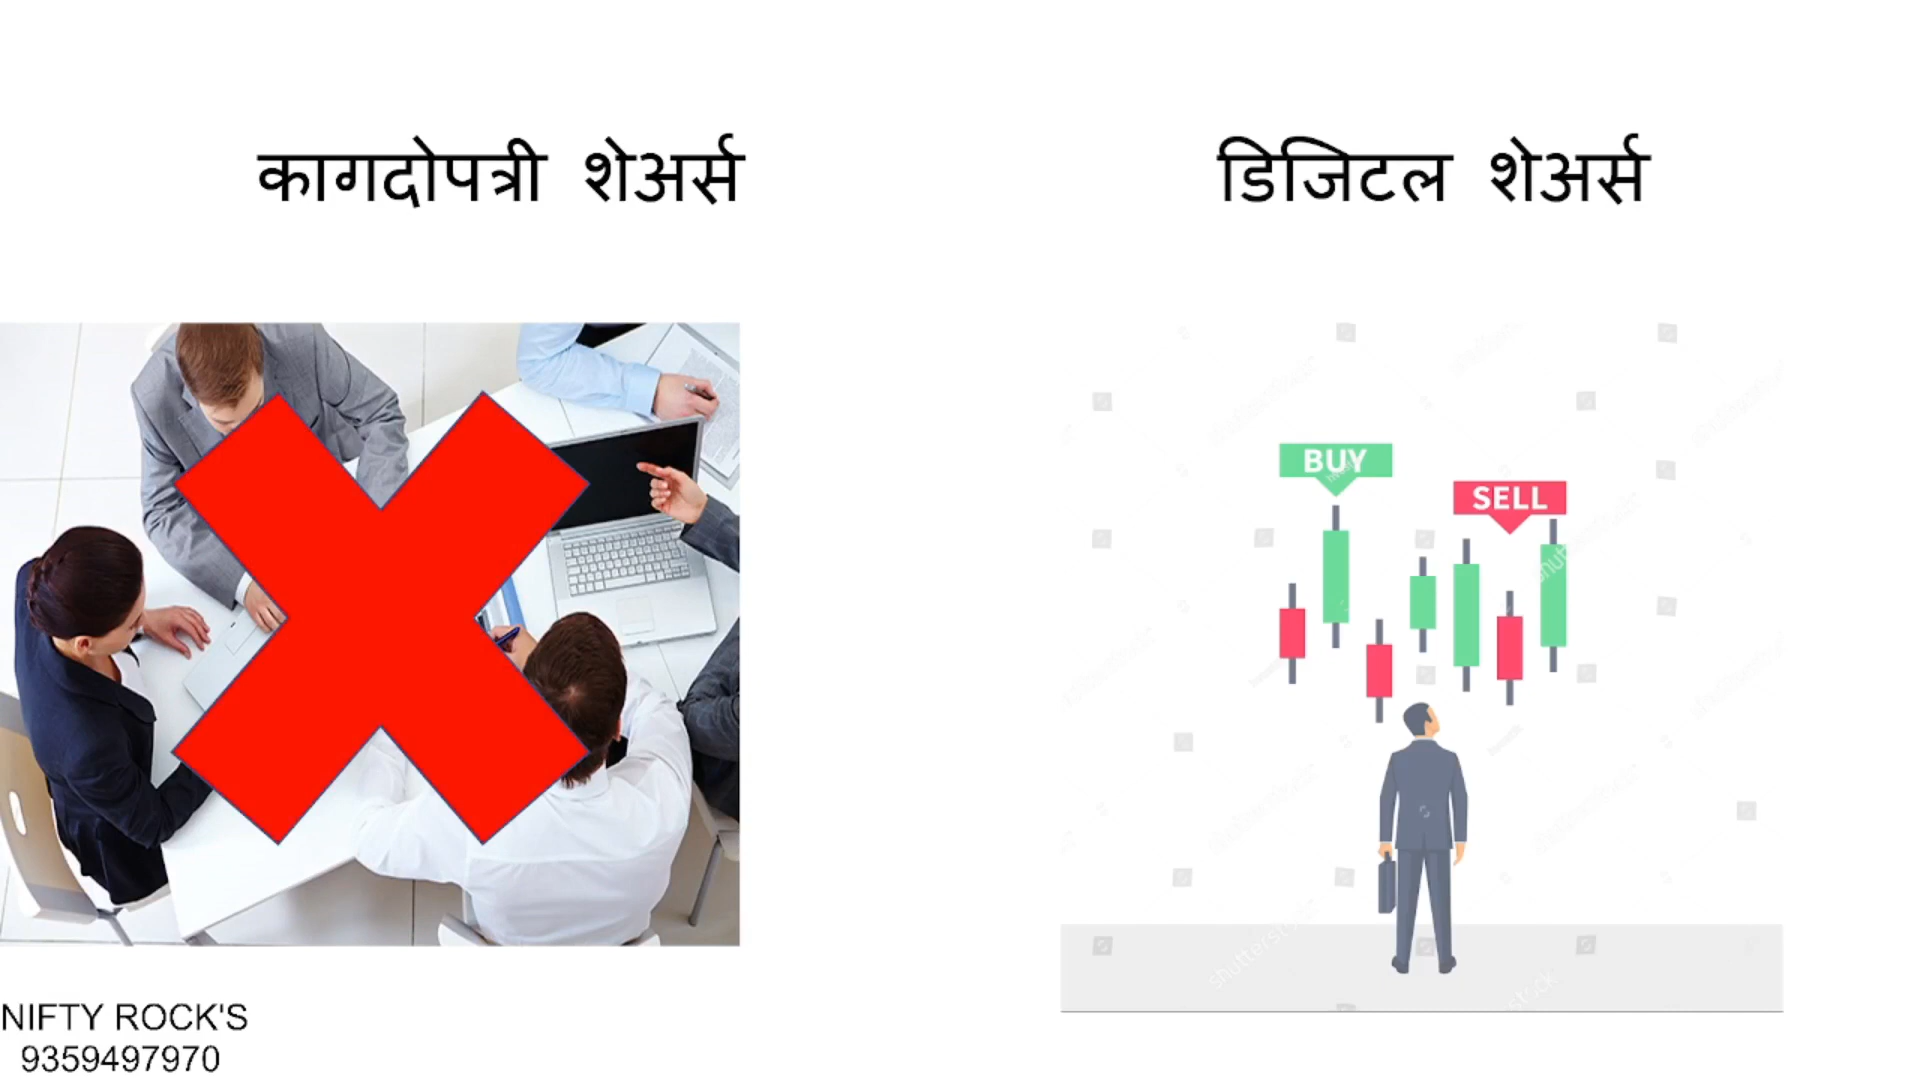 कागदोपत्री शेअर्स
डिजिटल शेअर्स
BUY
SELL
NIFTY ROCK'S
9359497970